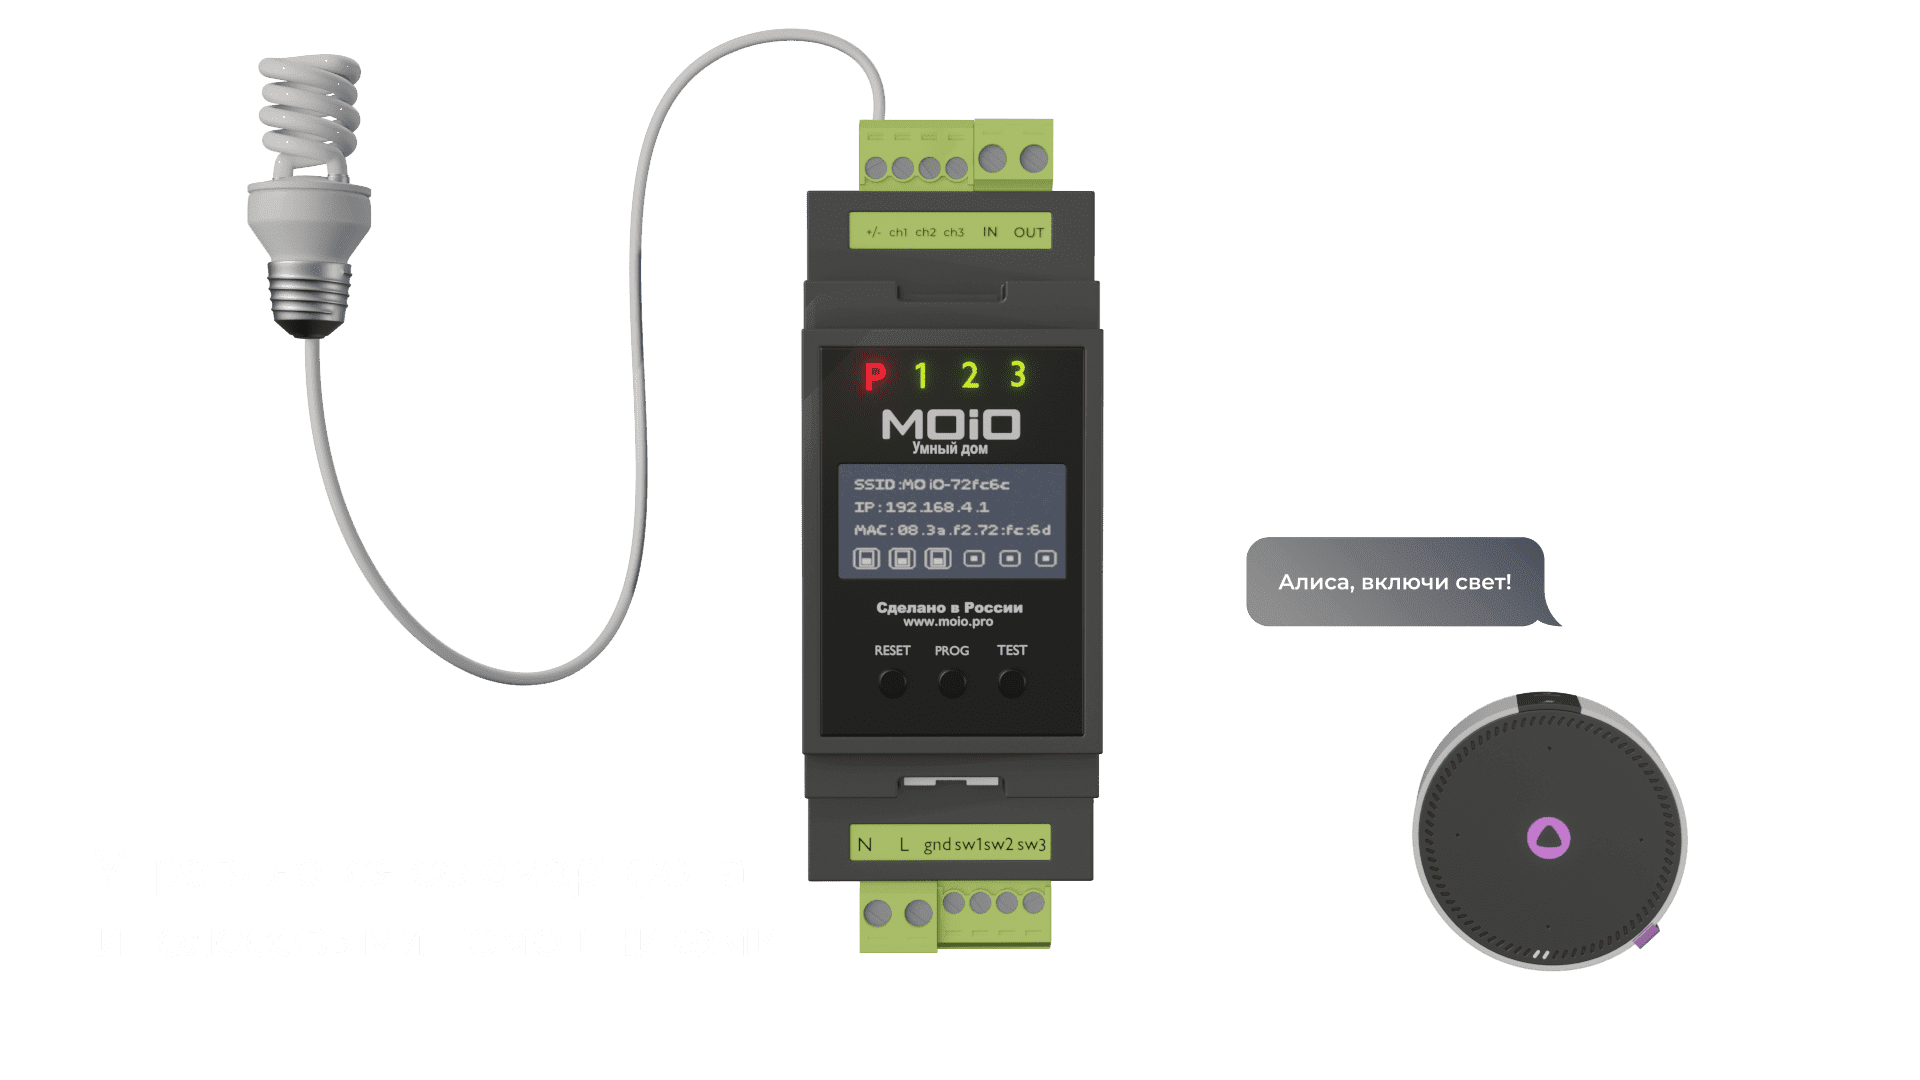 +/- ch1 ch2 ch3 IN OUT
P 1 2 3
MOiO
Умный дом
SSID:MOiO-72fc6c
IP:192.168.4.1
MAC:08.3a.f2.72:fc:6d
Сделано в России
www.moio.pro
RESET PROG TEST
N L gnd sw1 sw2 sw3
Алиса, включи свет!